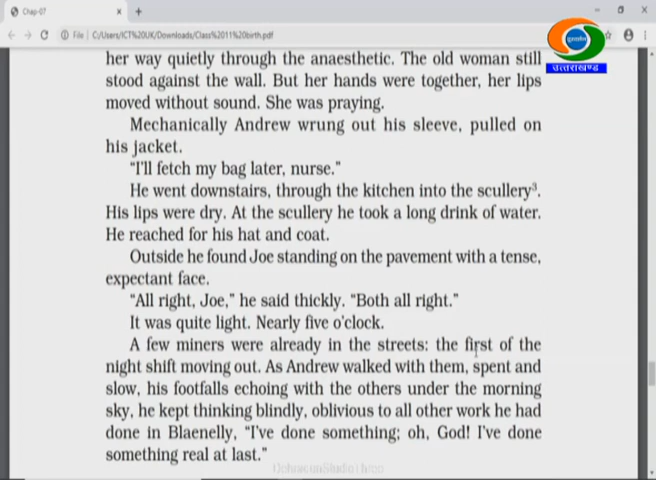 Chap-07
File | C:/Users/ICT%20UK/Downloads/Class%2011%20birth.pdf
उत्तराखण्ड
her way quietly through the anaesthetic. The old woman still
stood against the wall. But her hands were together, her lips
moved without sound. She was praying.
Mechanically Andrew wrung out his sleeve, pulled on
his jacket.
“I'll fetch my bag later, nurse.”
He went downstairs, through the kitchen into the scullery³.
His lips were dry. At the scullery he took a long drink of water.
He reached for his hat and coat.
Outside he found Joe standing on the pavement with a tense,
expectant face.
“All right, Joe,” he said thickly. “Both all right.”
It was quite light. Nearly five o'clock.
A few miners were already in the streets: the first of the
night shift moving out. As Andrew walked with them, spent and
slow, his footfalls echoing with the others under the morning
sky, he kept thinking blindly, oblivious to all other work he had
done in Blaenelly, “I've done something; oh, God! I've done
something real at last.”